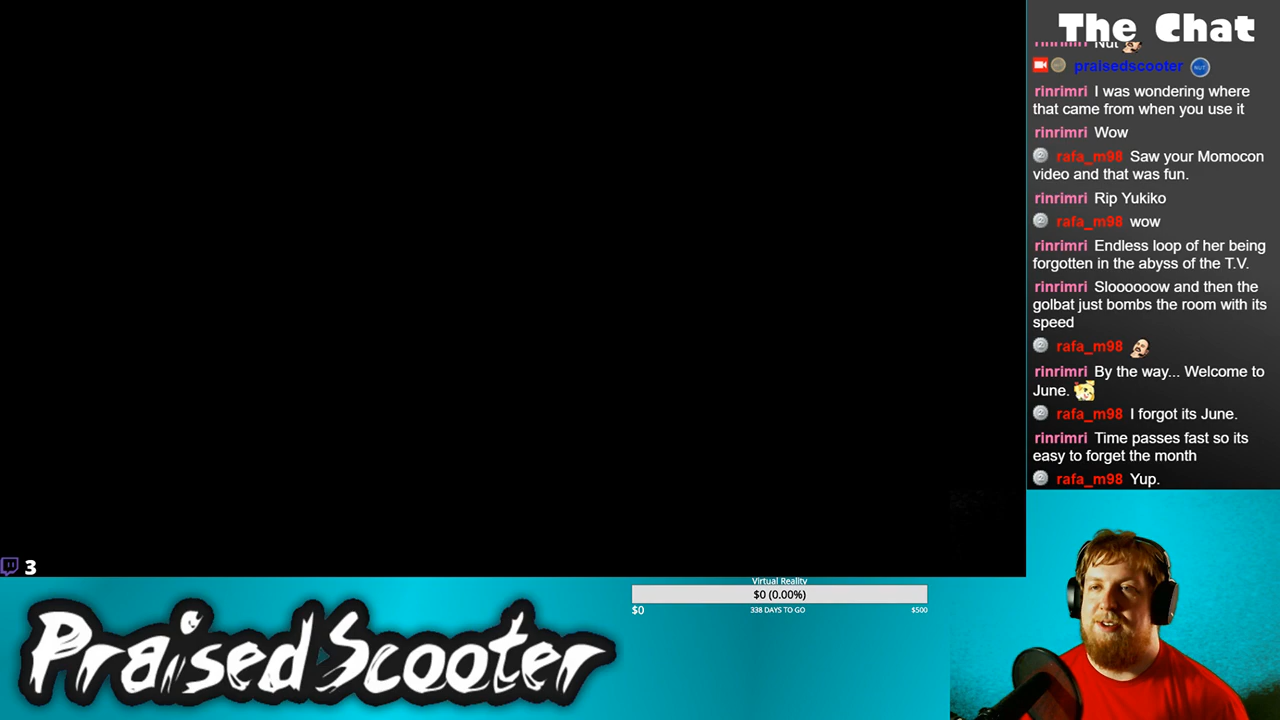 The Chat
rinrimri Nut
praisedscooter
rinrimri I was wondering where
that came from when you use it
rinrimri Wow
rafa_m98 Saw your Momocon
video and that was fun.
rinrimri Rip Yukiko
rafa_m98 wow
rinrimri Endless loop of her being
forgotten in the abyss of the T.V.
rinrimri Sloooooow and then the
golbat just bombs the room with its
speed
rafa_m98
rinrimri By the way... Welcome to
June.
rafa_m98 I forgot its June.
rinrimri Time passes fast so its
easy to forget the month
rafa_m98 Yup.
3
Virtual Reality
$0 (0.00%)
$0 338 DAYS TO GO $500
PraisedScooter